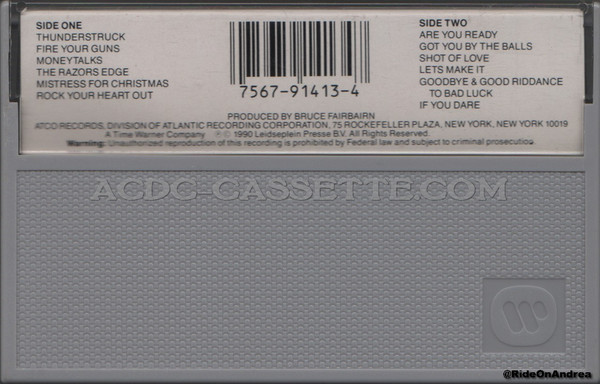 SIDE ONE
THUNDERSTRUCK
FIRE YOUR GUNS
MONEYTALKS
THE RAZORS EDGE
MISTRESS FOR CHRISTMAS
ROCK YOUR HEART OUT
7567-91413-4
SIDE TWO
ARE YOU READY
GOT YOU BY THE BALLS
SHOT OF LOVE
LETS MAKE IT
GOODBYE & GOOD RIDDANCE
TO BAD LUCK
IF YOU DARE
PRODUCED BY BRUCE FAIRBAIRN
ATCO RECORDS, DIVISION OF ATLANTIC RECORDING CORPORATION, 75 ROCKEFELLER PLAZA, NEW YORK, NEW YORK 10019
A Time Warner Company ℗ © 1990 Leidseplein Presse B.V. All Rights Reserved.
Warning: Unauthorized reproduction of this recording is prohibited by Federal law and subject to criminal prosecution.
ACDC-CASSETTE.COM
@RideOnAndrea